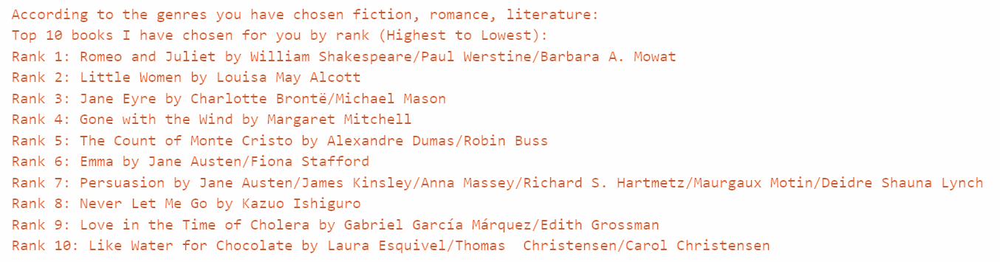 According to the genres you have chosen fiction, romance, literature:
Top 10 books I have chosen for you by rank (Highest to Lowest):
Rank 1: Romeo and Juliet by William Shakespeare/Paul Werstine/Barbara A. Mowat
Rank 2: Little Women by Louisa May Alcott
Rank 3: Jane Eyre by Charlotte Brontë/Michael Mason
Rank 4: Gone with the Wind by Margaret Mitchell
Rank 5: The Count of Monte Cristo by Alexandre Dumas/Robin Buss
Rank 6: Emma by Jane Austen/Fiona Stafford
Rank 7: Persuasion by Jane Austen/James Kinsley/Anna Massey/Richard S. Hartmetz/Maurgaux Motin/Deidre Shauna Lynch
Rank 8: Never Let Me Go by Kazuo Ishiguro
Rank 9: Love in the Time of Cholera by Gabriel García Márquez/Edith Grossman
Rank 10: Like Water for Chocolate by Laura Esquivel/Thomas  Christensen/Carol Christensen